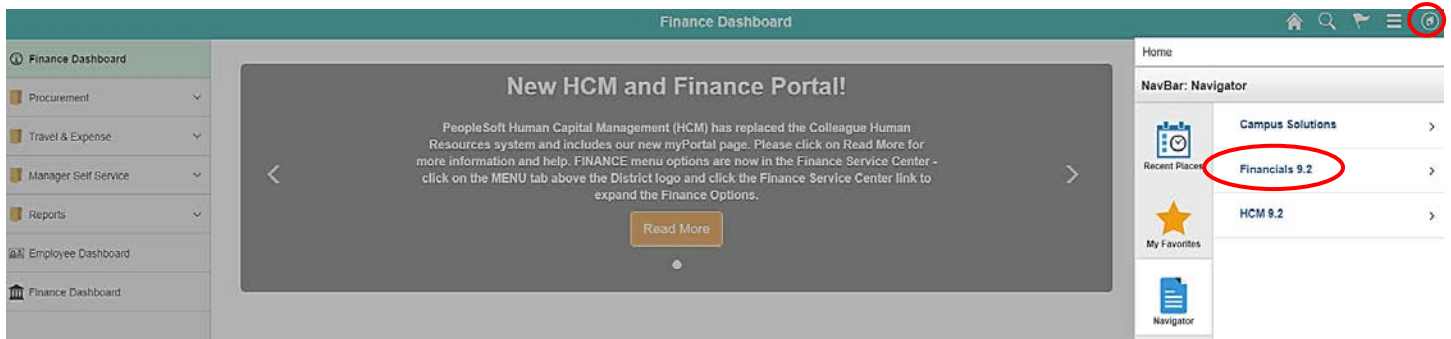 Finance Dashboard
Finance Dashboard
Procurement
Travel & Expense
Manager Self Service
Reports
Employee Dashboard
Finance Dashboard
New HCM and Finance Portal!
PeopleSoft Human Capital Management (HCM) has replaced the Colleague Human
Resources system and includes our new myPortal page. Please click on Read More for
more information and help. FINANCE menu options are now in the Finance Service Center -
click on the MENU tab above the District logo and click the Finance Service Center link to
expand the Finance Options.
Read More
Home
NavBar: Navigator
Recent Places
My Favorites
Navigator
Campus Solutions
Financials 9.2
HCM 9.2